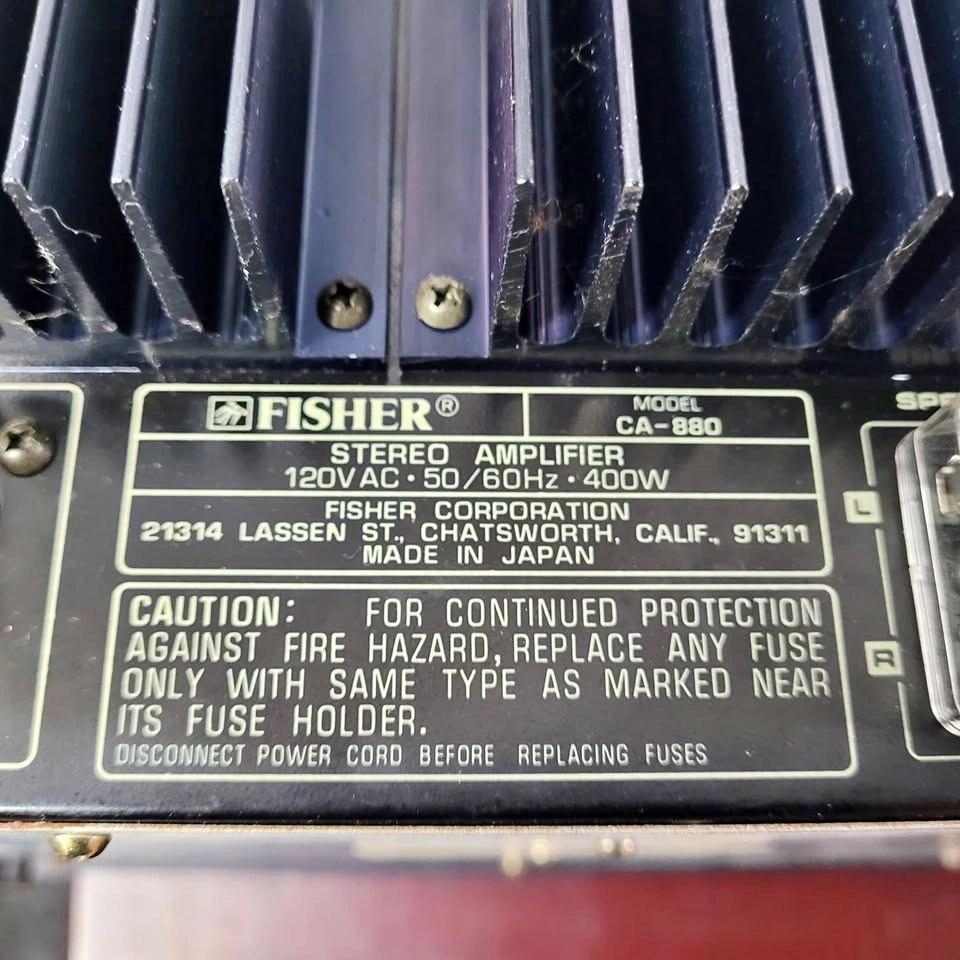 FISHER®
MODEL
CA-880
STEREO AMPLIFIER
120VAC · 50/60Hz · 400W
FISHER CORPORATION
21314 LASSEN ST., CHATSWORTH, CALIF., 91311
MADE IN JAPAN
CAUTION: FOR CONTINUED PROTECTION
AGAINST FIRE HAZARD, REPLACE ANY FUSE
ONLY WITH SAME TYPE AS MARKED NEAR
ITS FUSE HOLDER.
DISCONNECT POWER CORD BEFORE REPLACING FUSES
L
R